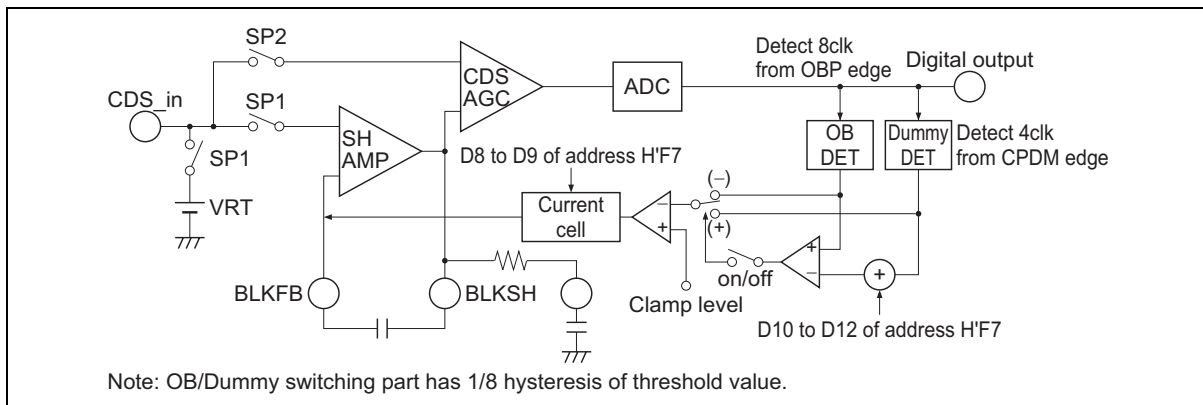 SP2
Detect 8clk
from OBP edge
Digital output
CDS
AGC
ADC
CDS_in
SP1
SH
AMP
OB
DET
Dummy
DET
Detect 4clk
from CPDM edge
SP1
D8 to D9 of address H'F7
(−)
VRT
Current
cell
−
+
(+)
+
−
+
on/off
BLKFB
BLKSH
Clamp level
D10 to D12 of address H'F7
Note: OB/Dummy switching part has 1/8 hysteresis of threshold value.